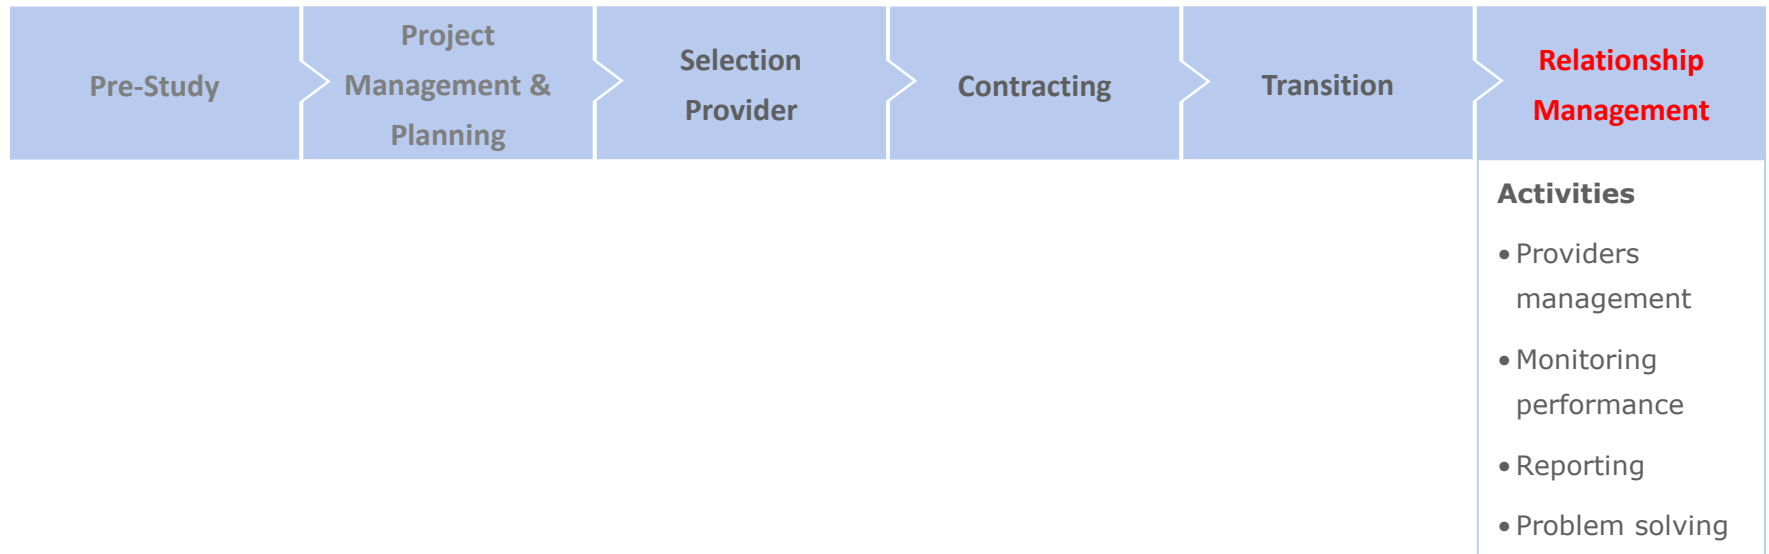 Pre-Study
Project
Management &
Planning
Selection
Provider
Contracting
Transition
Relationship
Management
Activities
• Providers
management
• Monitoring
performance
• Reporting
• Problem solving